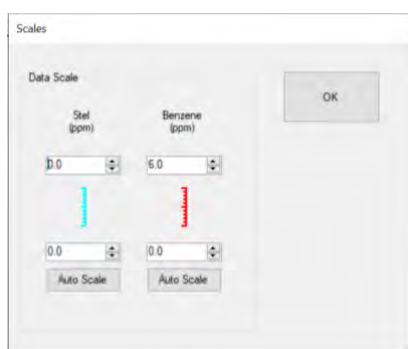 Scales
Data Scale
OK
Stel Benzene
(ppm) (ppm)
0.0 6.0
0.0 0.0
Auto Scale Auto Scale